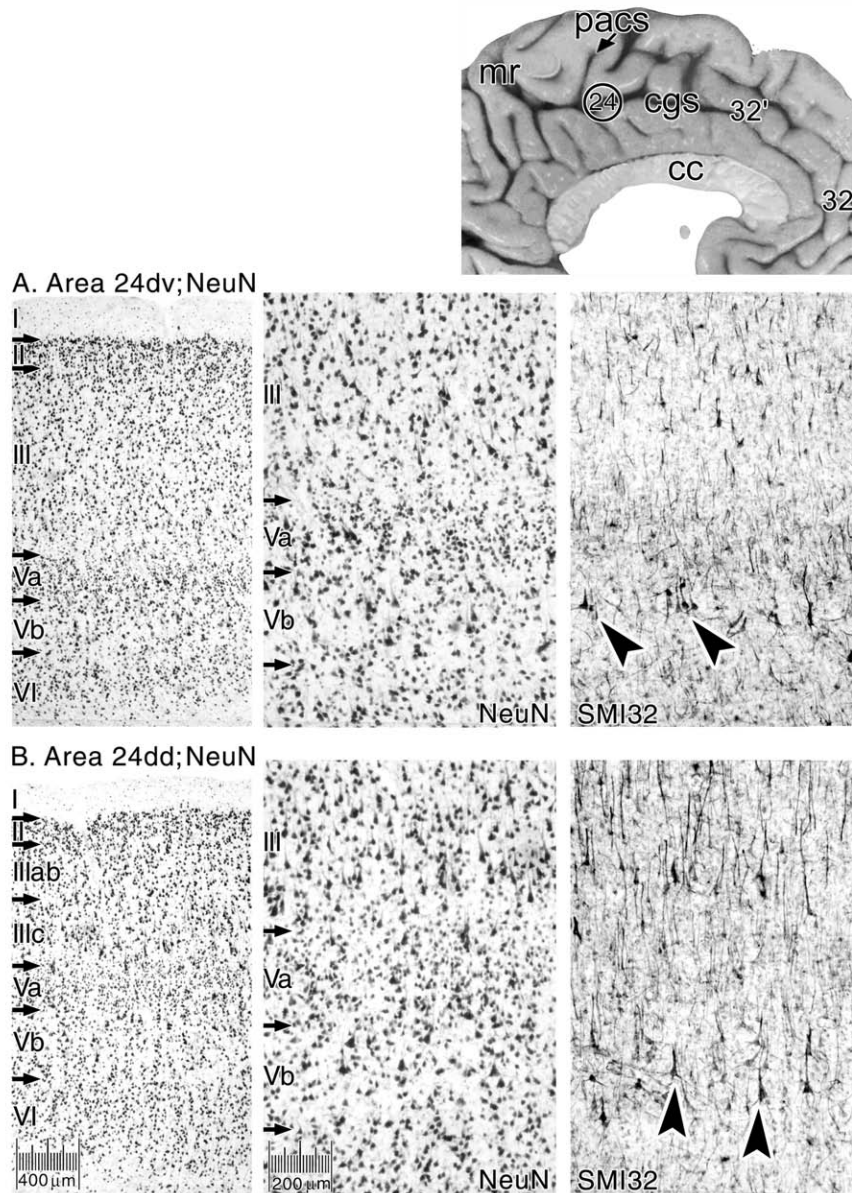 pacs
mr
24
cgs
32'
cc
32
A. Area 24dv;NeuN
I
II
III
Va
Vb
VI
III
Va
Vb
NeuN
SMI32
B. Area 24dd;NeuN
I
II
IIIab
IIIc
Va
Vb
VI
400 μm
III
Va
Vb
200 μm
NeuN
SMI32